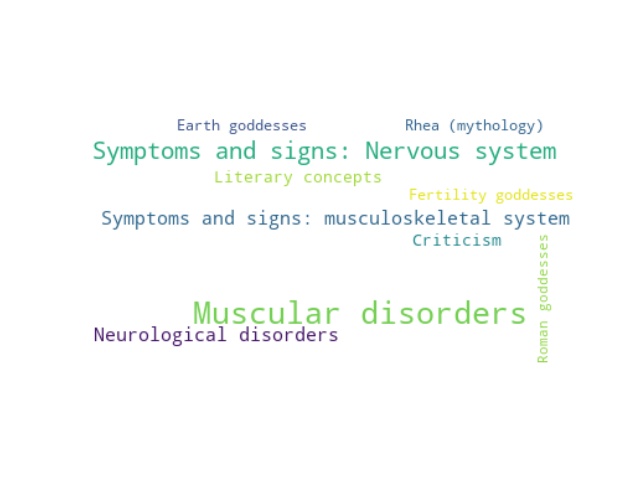 Earth goddesses
Rhea (mythology)
Symptoms and signs: Nervous system
Literary concepts
Fertility goddesses
Symptoms and signs: musculoskeletal system
Criticism
Roman goddesses
Muscular disorders
Neurological disorders